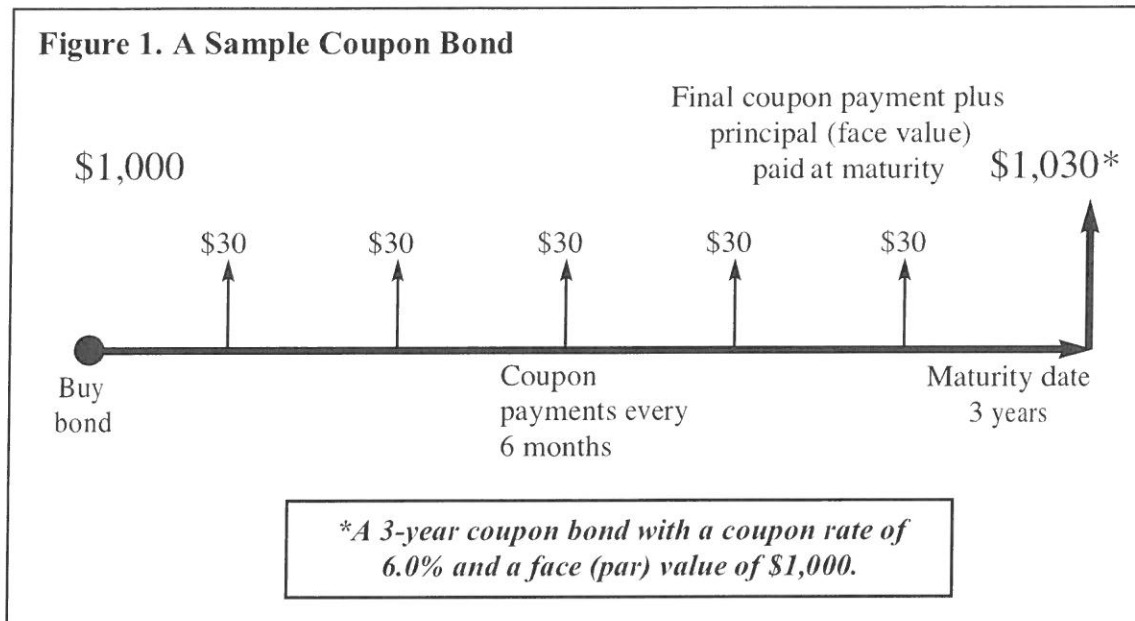 Figure 1. A Sample Coupon Bond
Final coupon payment plus
principal (face value)
paid at maturity
$1,000
$1,030*
$30
$30
$30
$30
$30
Buy
bond
Coupon
payments every
6 months
Maturity date
3 years
*A 3-year coupon bond with a coupon rate of
6.0% and a face (par) value of $1,000.